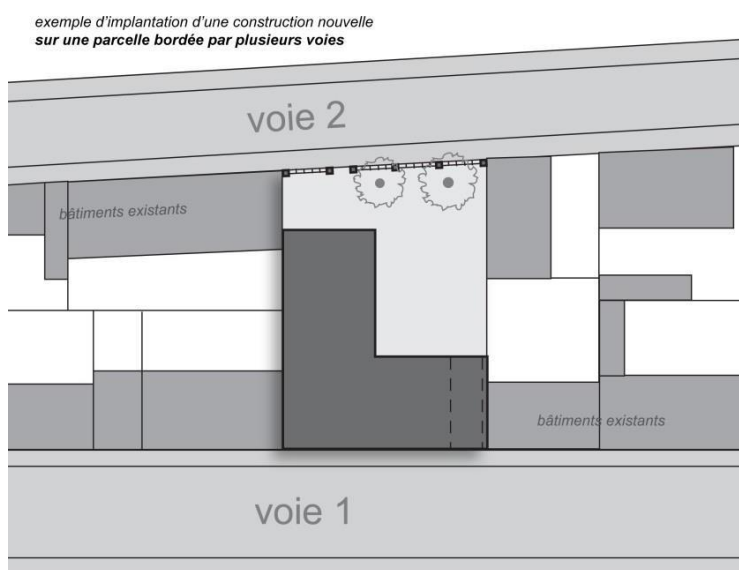 exemple d'implantation d'une construction nouvelle
sur une parcelle bordée par plusieurs voies
voie 2
bâtiments existants
bâtiments existants
voie 1